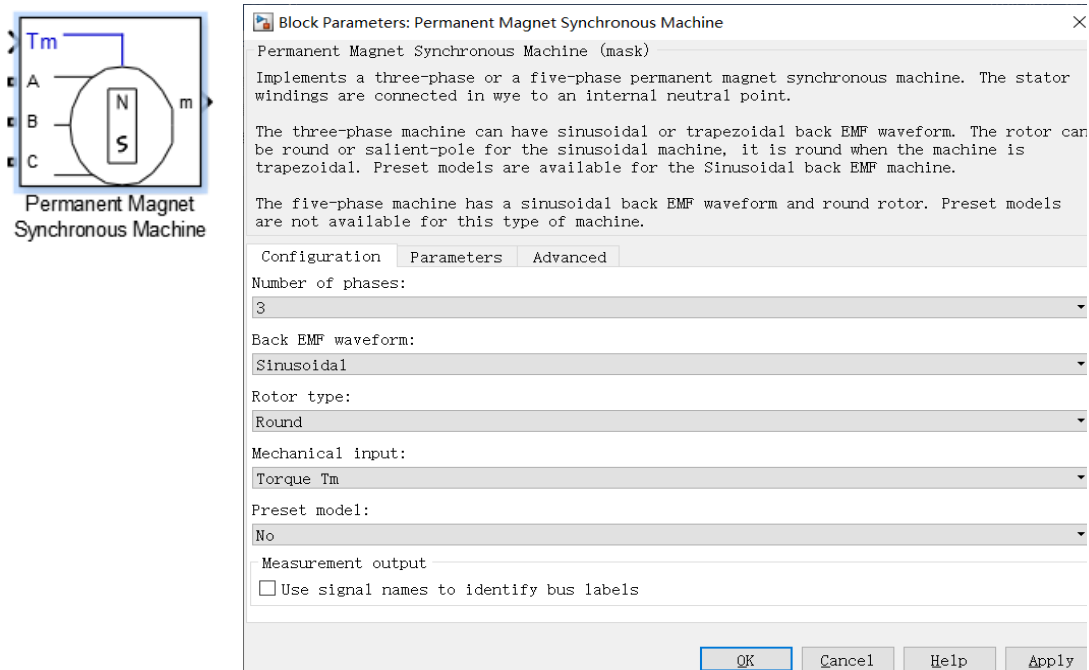 Tm
A
B
C
N
S
m
Permanent Magnet
Synchronous Machine
Block Parameters: Permanent Magnet Synchronous Machine
Permanent Magnet Synchronous Machine (mask)
Implements a three-phase or a five-phase permanent magnet synchronous machine. The stator
windings are connected in wye to an internal neutral point.
The three-phase machine can have sinusoidal or trapezoidal back EMF waveform. The rotor can
be round or salient-pole for the sinusoidal machine, it is round when the machine is
trapezoidal. Preset models are available for the Sinusoidal back EMF machine.
The five-phase machine has a sinusoidal back EMF waveform and round rotor. Preset models
are not available for this type of machine.
Configuration Parameters Advanced
Number of phases:
3
Back EMF waveform:
Sinusoidal
Rotor type:
Round
Mechanical input:
Torque Tm
Preset model:
No
Measurement output
Use signal names to identify bus labels
OK Cancel Help Apply